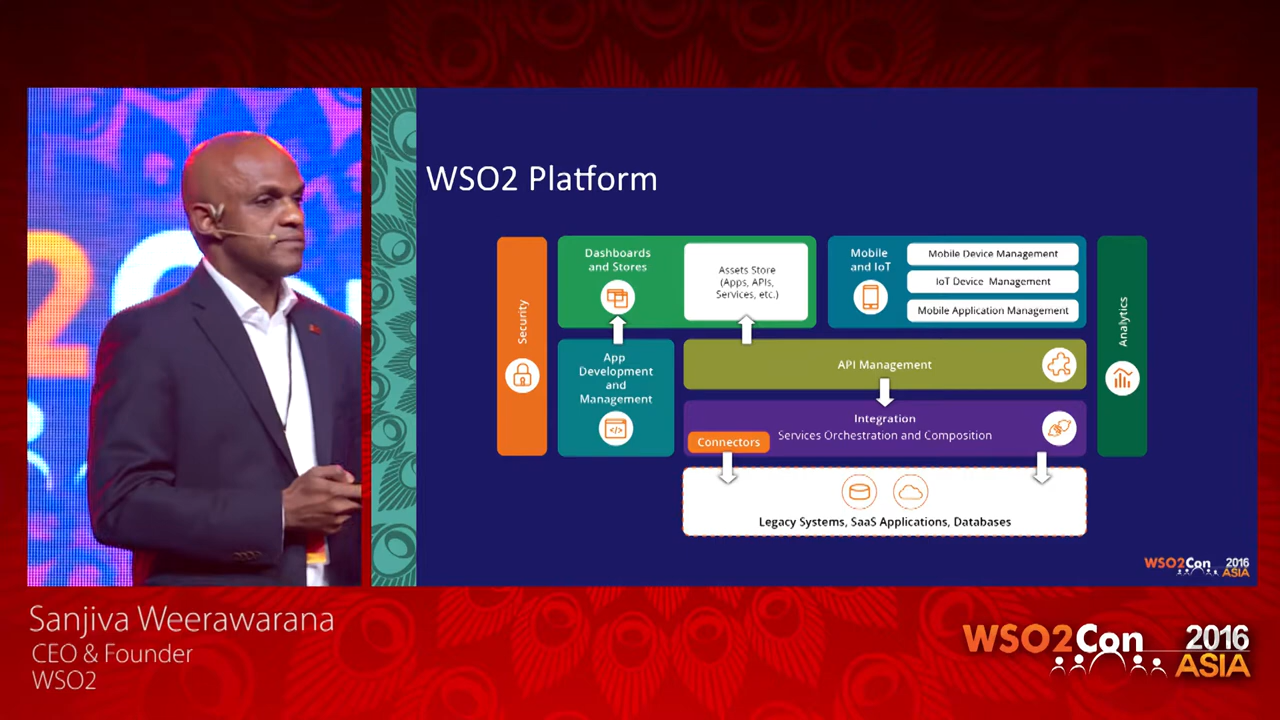 WSO2 Platform
Security
Dashboards
and Stores
Assets Store
(Apps, APIs,
Services, etc.)
Mobile
and IoT
Mobile Device Management
IoT Device Management
Mobile Application Management
Analytics
App
Development
and
Management
API Management
Integration
Services Orchestration and Composition
Connectors
Legacy Systems, SaaS Applications, Databases
WSO2Con 2016
ASIA
Sanjiva Weerawarana
CEO & Founder
WSO2
WSO2Con 2016
ASIA